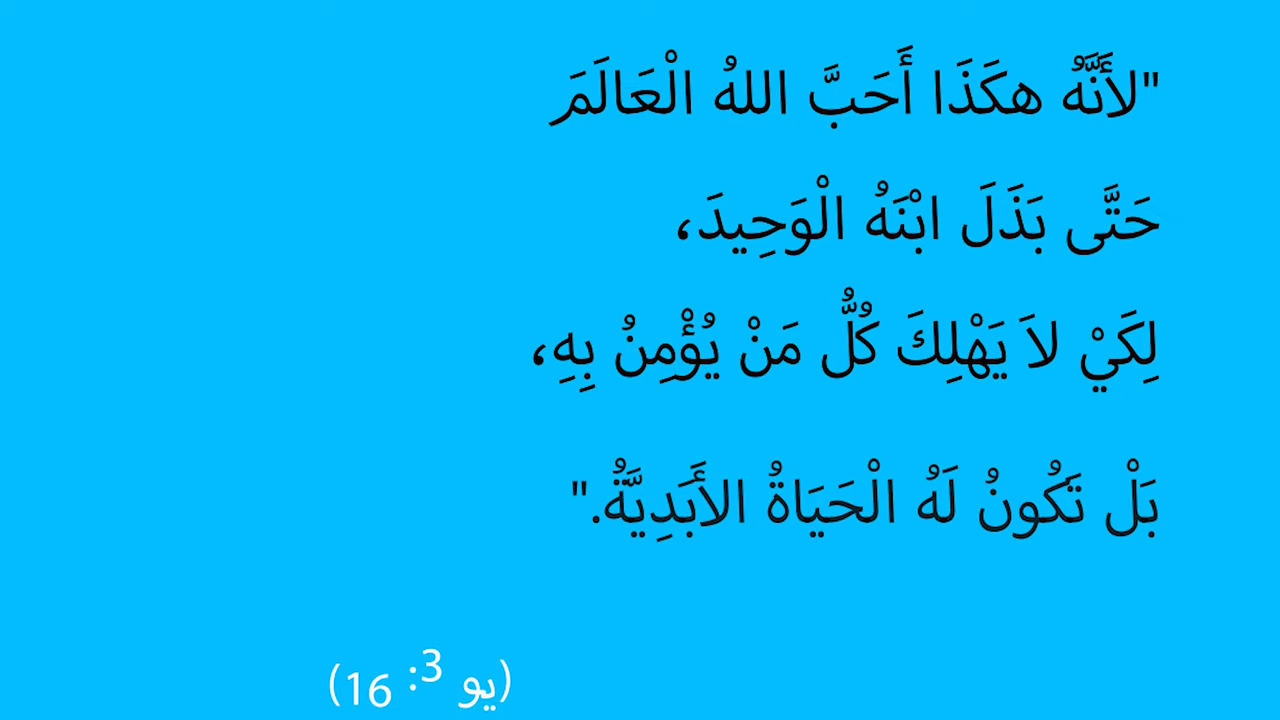 "لأَنَّهُ هكَذَا أَحَبَّ اللهُ الْعَالَمَ
حَتَّى بَذَلَ ابْنَهُ الْوَحِيدَ،
لِكَيْ لاَ يَهْلِكَ كُلُّ مَنْ يُؤْمِنُ بِهِ،
بَلْ تَكُونُ لَهُ الْحَيَاةُ الأَبَدِيَّةُ."
(يو 3: 16)